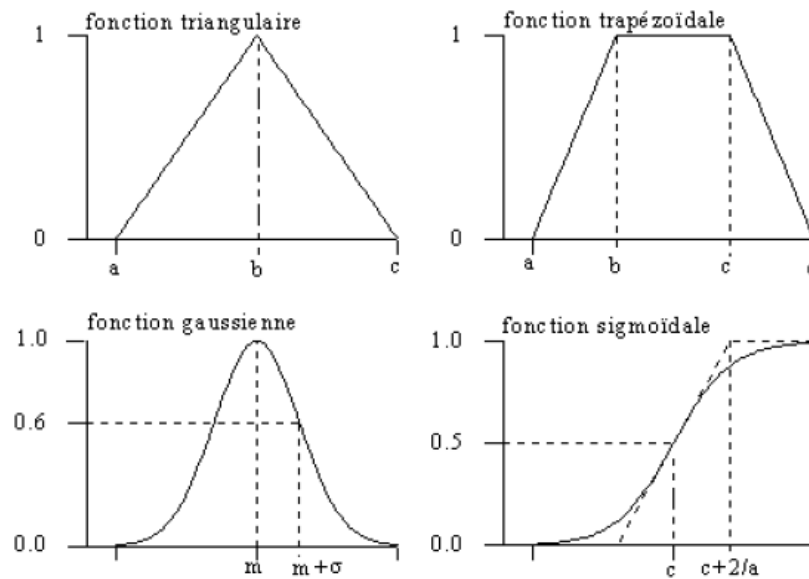 fonction triangulaire
1
0
a
b
c
fonction trapézoïdale
1
0
a
b
c
fonction gaussienne
1.0
0.6
0.0
m
m+σ
fonction sigmoïdale
1.0
0.5
0.0
c
c+2/a